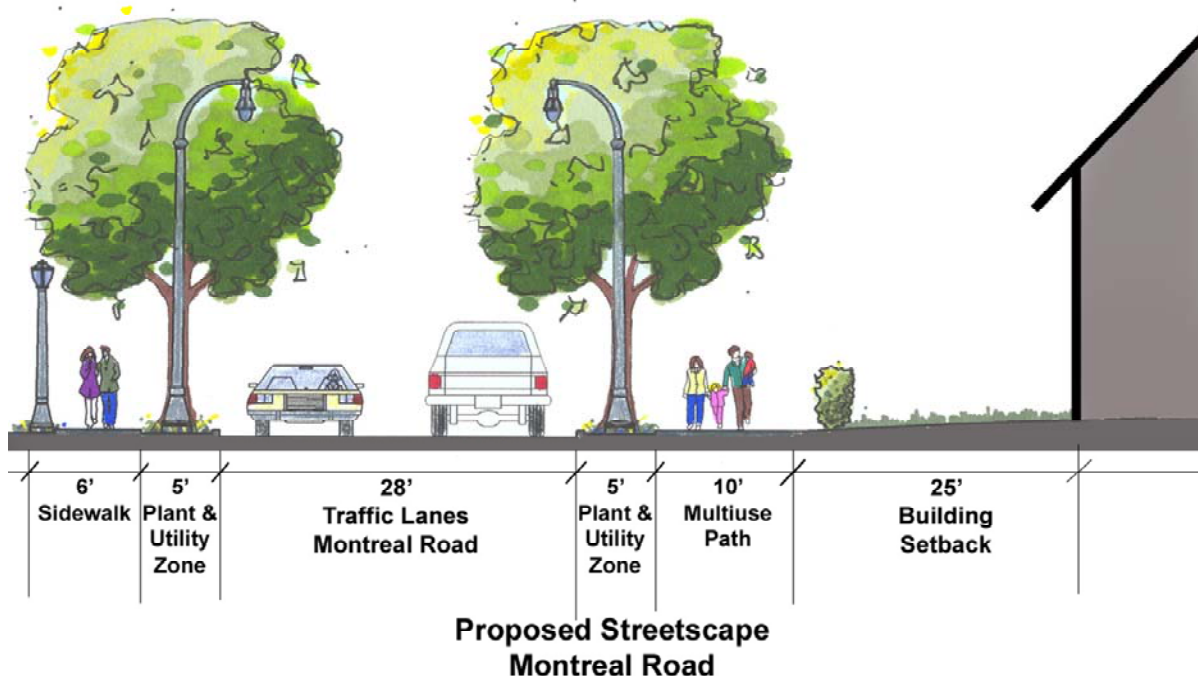 6'
Sidewalk
5'
Plant &
Utility
Zone
28'
Traffic Lanes
Montreal Road
5'
Plant &
Utility
Zone
10'
Multiuse
Path
25'
Building
Setback
Proposed Streetscape
Montreal Road